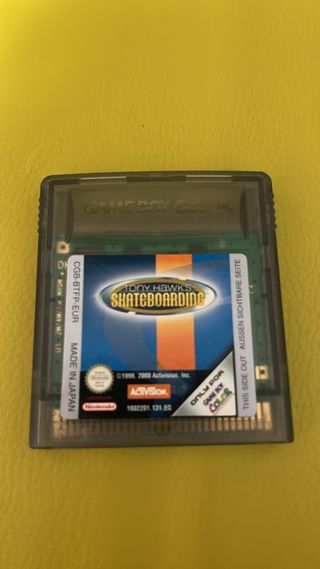 GAME BOY COLOR
CGB-BTFP-EUR
MADE IN JAPAN
TONY HAWK'S
SKATEBOARDING
©1999, 2000 Activision, Inc.
Nintendo
ACTIVISION
1002201.131.EG
ONLY FOR
GAME BOY
COLOR
THIS SIDE OUT
AUSSEN SICHTBARE SEITE